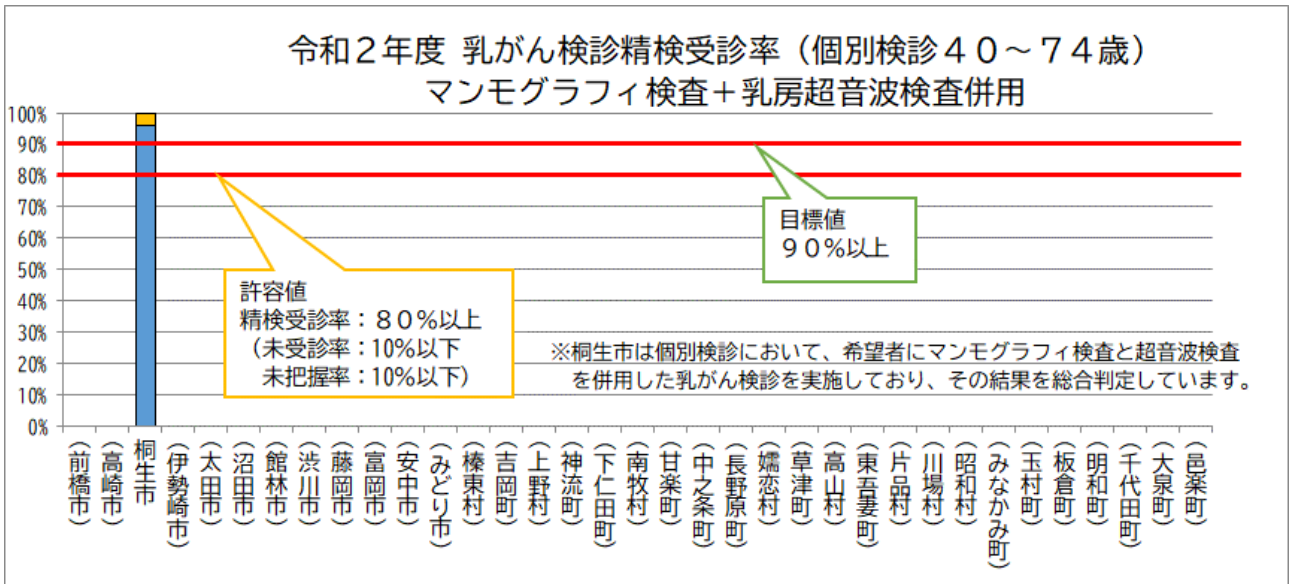 令和２年度 乳がん検診精検受診率（個別検診４０～７４歳）
マンモグラフィ検査＋乳房超音波検査併用
100%
90%
80%
70%
60%
50%
40%
30%
20%
10%
0%
目標値
９０％以上
許容値
精検受診率：８０％以上
（未受診率：10%以下
未把握率：10%以下）
※桐生市は個別検診において、希望者にマンモグラフィ検査と超音波検査
を併用した乳がん検診を実施しており、その結果を総合判定しています。
（前橋市）
（高崎市）
桐生市
（伊勢崎市）
（太田市）
（沼田市）
（館林市）
（渋川市）
（藤岡市）
（富岡市）
（安中市）
（みどり市）
（榛東村）
（吉岡町）
（上野村）
（神流町）
（下仁田町）
（南牧村）
（甘楽町）
（中之条町）
（長野原町）
（嬬恋村）
（草津町）
（高山村）
（東吾妻町）
（片品村）
（川場村）
（昭和村）
（みなかみ町）
（玉村町）
（板倉町）
（明和町）
（千代田町）
（大泉町）
（邑楽町）